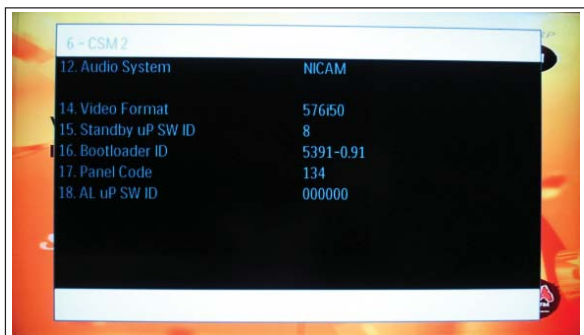 6 - CSM 2
12. Audio System NICAM
14. Video Format 576i50
15. Standby uP SW ID 8
16. Bootloader ID 5391-0.91
17. Panel Code 134
18. AL uP SW ID 000000